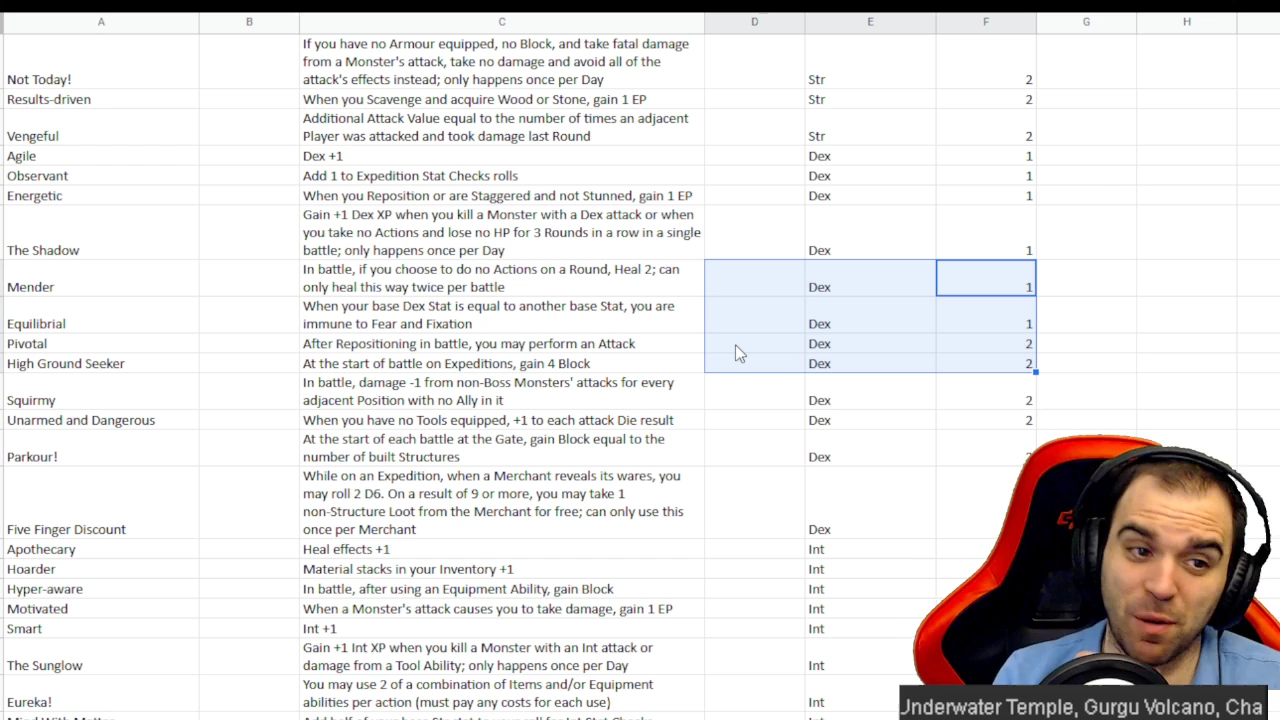 A B C D E F G H
If you have no Armour equipped, no Block, and take fatal damage
from a Monster's attack, take no damage and avoid all of the
Not Today! attack's effects instead; only happens once per Day Str 2
Results-driven When you Scavenge and acquire Wood or Stone, gain 1 EP Str 2
Additional Attack Value equal to the number of times an adjacent
Vengeful Player was attacked and took damage last Round Str 2
Agile Dex +1 Dex 1
Observant Add 1 to Expedition Stat Checks rolls Dex 1
Energetic When you Reposition or are Staggered and not Stunned, gain 1 EP Dex 1
Gain +1 Dex XP when you kill a Monster with a Dex attack or when
you take no Actions and lose no HP for 3 Rounds in a row in a single
The Shadow battle; only happens once per Day Dex 1
In battle, if you choose to do no Actions on a Round, Heal 2; can
Mender only heal this way twice per battle Dex 1
When your base Dex Stat is equal to another base Stat, you are
Equilibrial immune to Fear and Fixation Dex 1
Pivotal After Repositioning in battle, you may perform an Attack Dex 2
High Ground Seeker At the start of battle on Expeditions, gain 4 Block Dex 2
In battle, damage -1 from non-Boss Monsters' attacks for every
Squirmy adjacent Position with no Ally in it Dex 2
Unarmed and Dangerous When you have no Tools equipped, +1 to each attack Die result Dex 2
At the start of each battle at the Gate, gain Block equal to the
Parkour! number of built Structures Dex
While on an Expedition, when a Merchant reveals its wares, you
may roll 2 D6. On a result of 9 or more, you may take 1
non-Structure Loot from the Merchant for free; can only use this
Five Finger Discount once per Merchant Dex
Apothecary Heal effects +1 Int
Hoarder Material stacks in your Inventory +1 Int
Hyper-aware In battle, after using an Equipment Ability, gain Block Int
Motivated When a Monster's attack causes you to take damage, gain 1 EP Int
Smart Int +1 Int
Gain +1 Int XP when you kill a Monster with an Int attack or
The Sunglow damage from a Tool Ability; only happens once per Day Int
You may use 2 of a combination of Items and/or Equipment
Eureka! abilities per action (must pay any costs for each use) Int
Underwater Temple, Gurgu Volcano, Cha